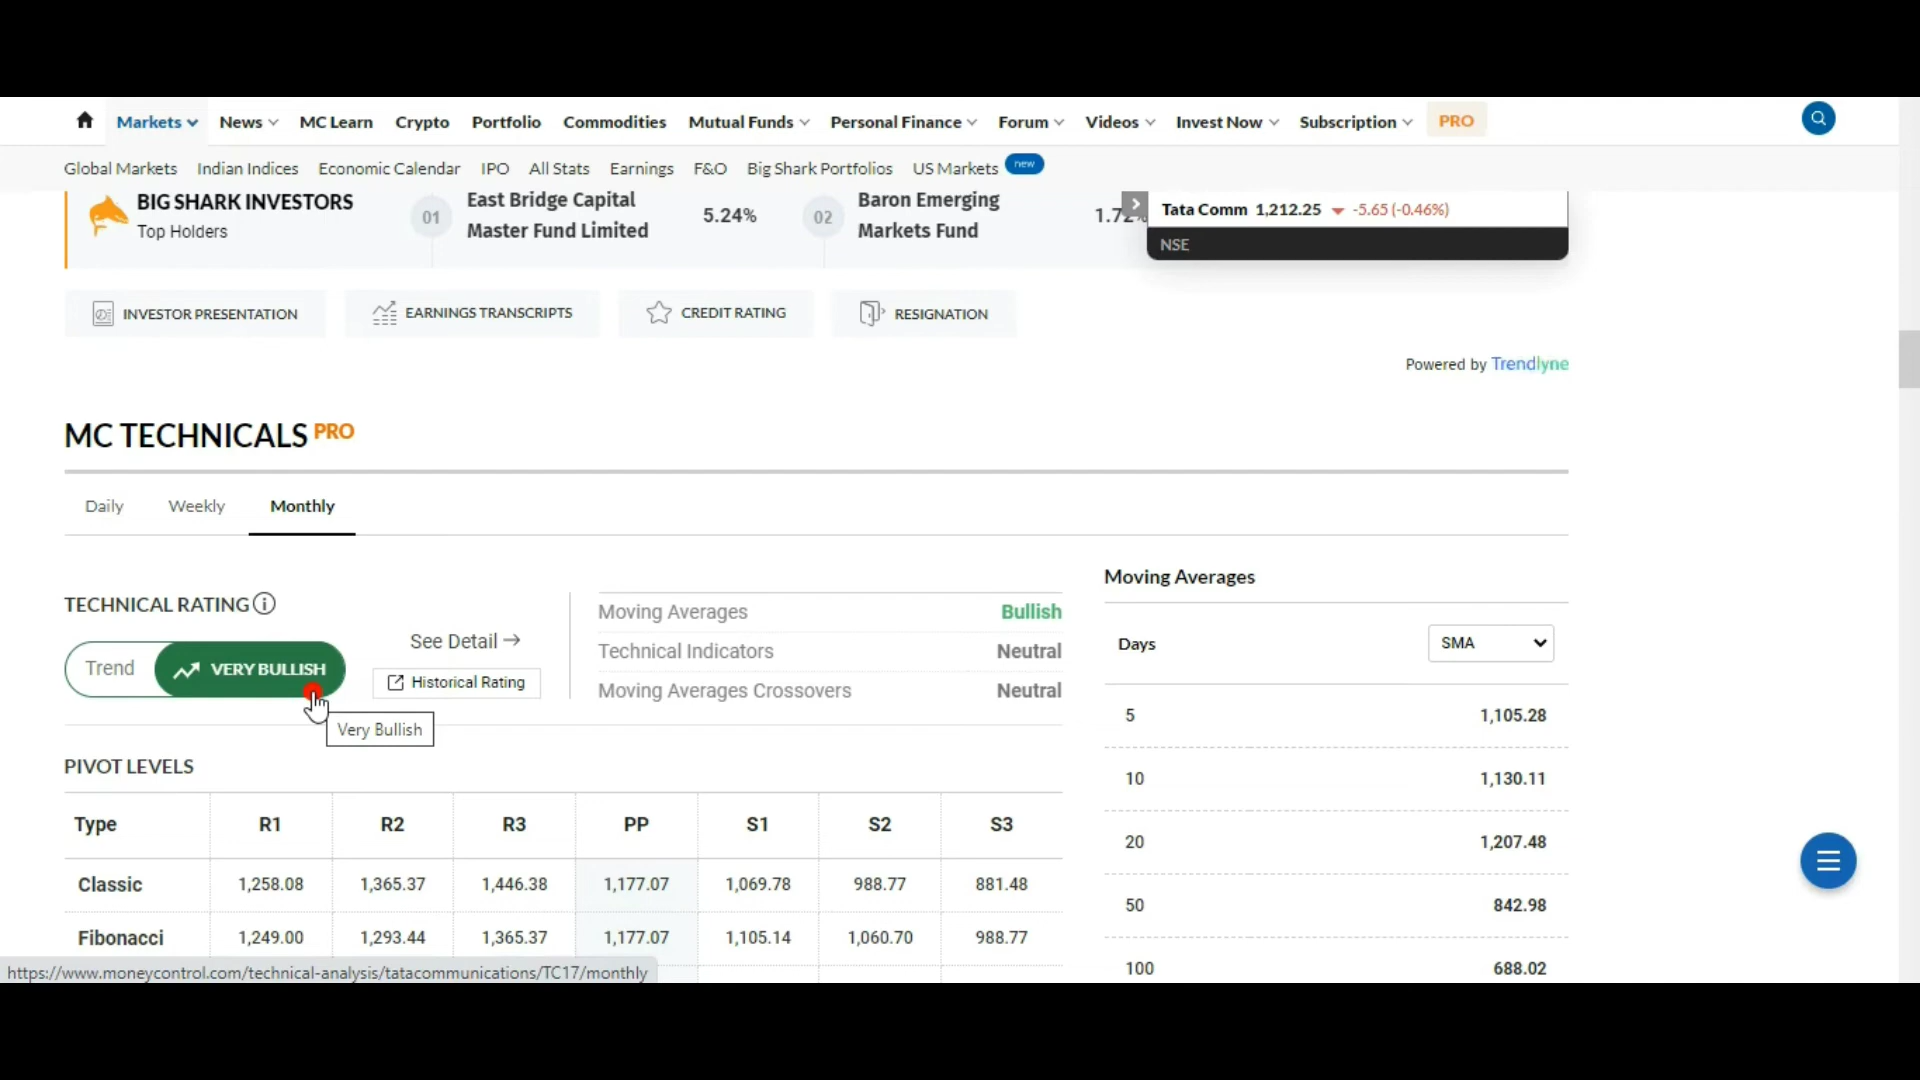 Markets News MC Learn Crypto Portfolio Commodities Mutual Funds Personal Finance Forum Videos Invest Now Subscription PRO
Global Markets Indian Indices Economic Calendar IPO All Stats Earnings F&O Big Shark Portfolios US Markets new
BIG SHARK INVESTORS
Top Holders
01
East Bridge Capital
Master Fund Limited
5.24%
02
Baron Emerging
Markets Fund
1.72%
Tata Comm 1,212.25 -5.65 (-0.46%)
NSE
INVESTOR PRESENTATION EARNINGS TRANSCRIPTS CREDIT RATING RESIGNATION
Powered by Trendlyne
MC TECHNICALS PRO
Daily Weekly Monthly
TECHNICAL RATING
Trend VERY BULLISH
See Detail
Historical Rating
Very Bullish
Moving Averages Bullish
Technical Indicators Neutral
Moving Averages Crossovers Neutral
PIVOT LEVELS
Type R1 R2 R3 PP S1 S2 S3
Classic 1,258.08 1,365.37 1,446.38 1,177.07 1,069.78 988.77 881.48
Fibonacci 1,249.00 1,293.44 1,365.37 1,177.07 1,105.14 1,060.70 988.77
Moving Averages
Days SMA
5 1,105.28
10 1,130.11
20 1,207.48
50 842.98
100 688.02
https://www.moneycontrol.com/technical-analysis/tatacommunications/TC17/monthly